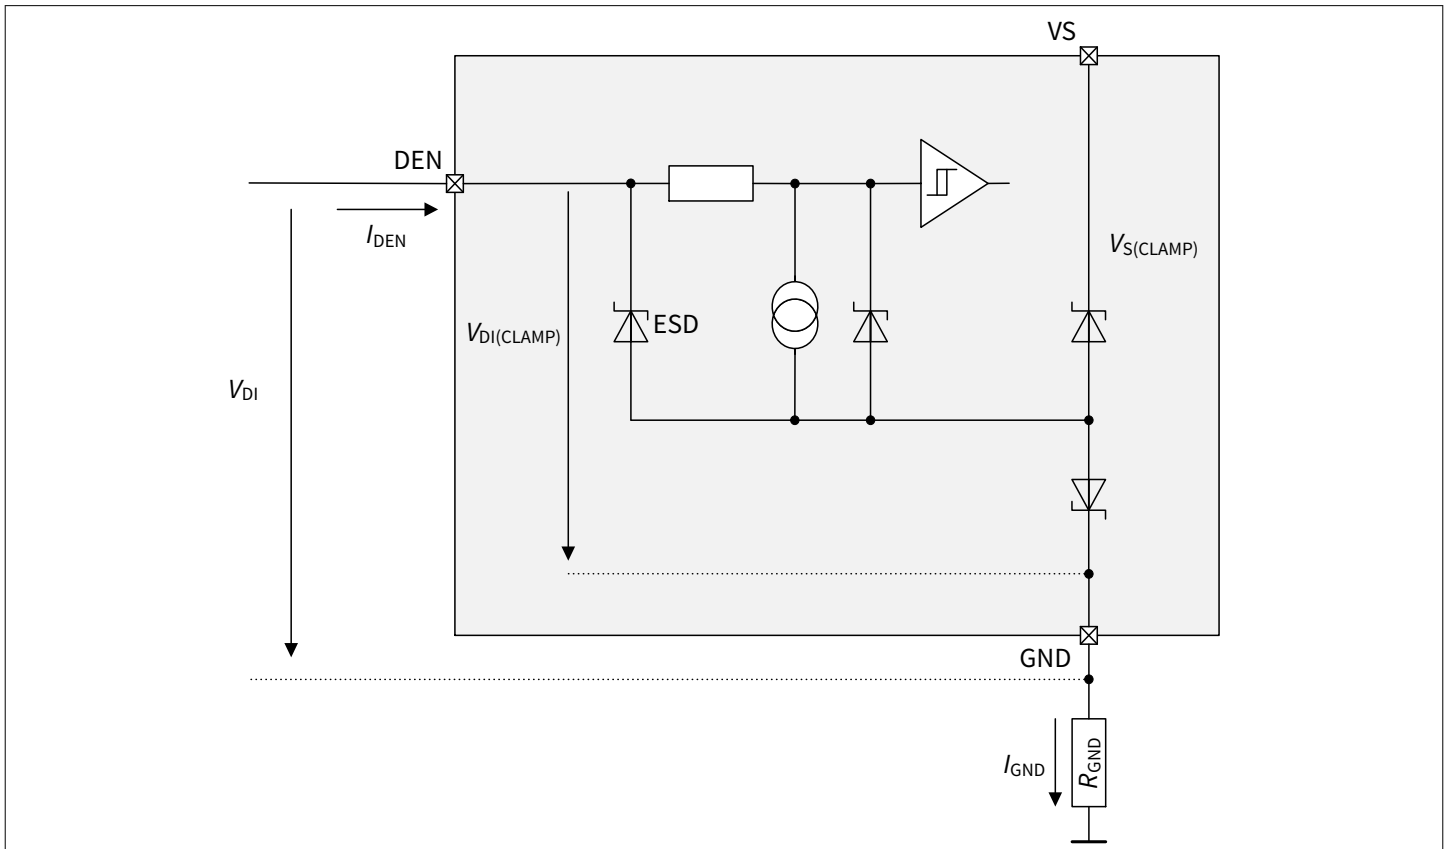 VS
DEN
IDEN
VS(CLAMP)
ESD
VDI(CLAMP)
VDI
GND
IGND
RGND